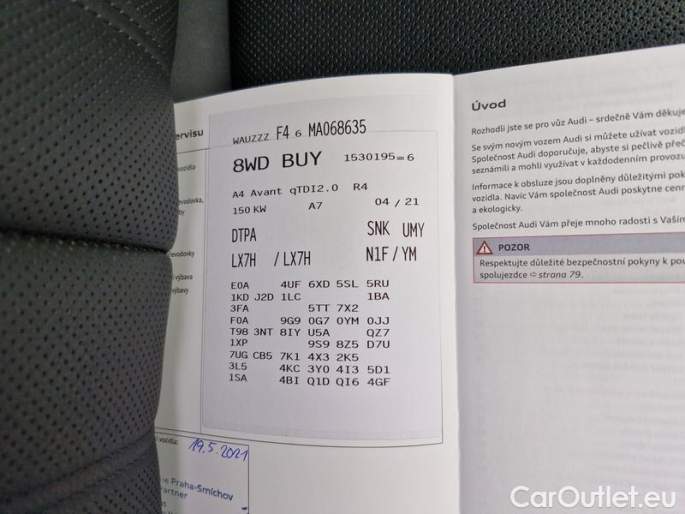 ervisu
WAUZZZ F4 6 MA068635
8WD BUY 1530195=6
A4 Avant qTDI2.0 R4
150 KW A7 04 / 21
DTPA SNK UMY
LX7H / LX7H N1F / YM
E0A 4UF 6XD 5SL 5RU
1KD J2D 1LC 1BA
3FA 5TT 7X2
F0A 9G9 0G7 0YM 0JJ
T98 3NT 8IY U5A QZ7
1XP 9S9 8Z5 D7U
7UG CB5 7K1 4X3 2K5
3L5 4KC 3Y0 4I3 5D1
1SA 4BI Q1D QI6 4GF
19.5.2021
Praha-Smíchov
Úvod
Rozhodli jste se pro vůz Audi – srdečně Vám děkuje
Se svým novým vozem Audi si můžete užívat vozidl
Společnost Audi doporučuje, abyste si pečlivě přeč
seznámili a mohli využívat v každodenním provozu
Informace k obsluze jsou doplněny důležitými pok
vozidla. Navíc Vám společnost Audi poskytne cenn
a ekologicky.
Společnost Audi Vám přeje mnoho radosti s Vaším
POZOR
Respektujte důležité bezpečnostní pokyny k pou
spolujezdce ⇨ strana 79.
CarOutlet.eu